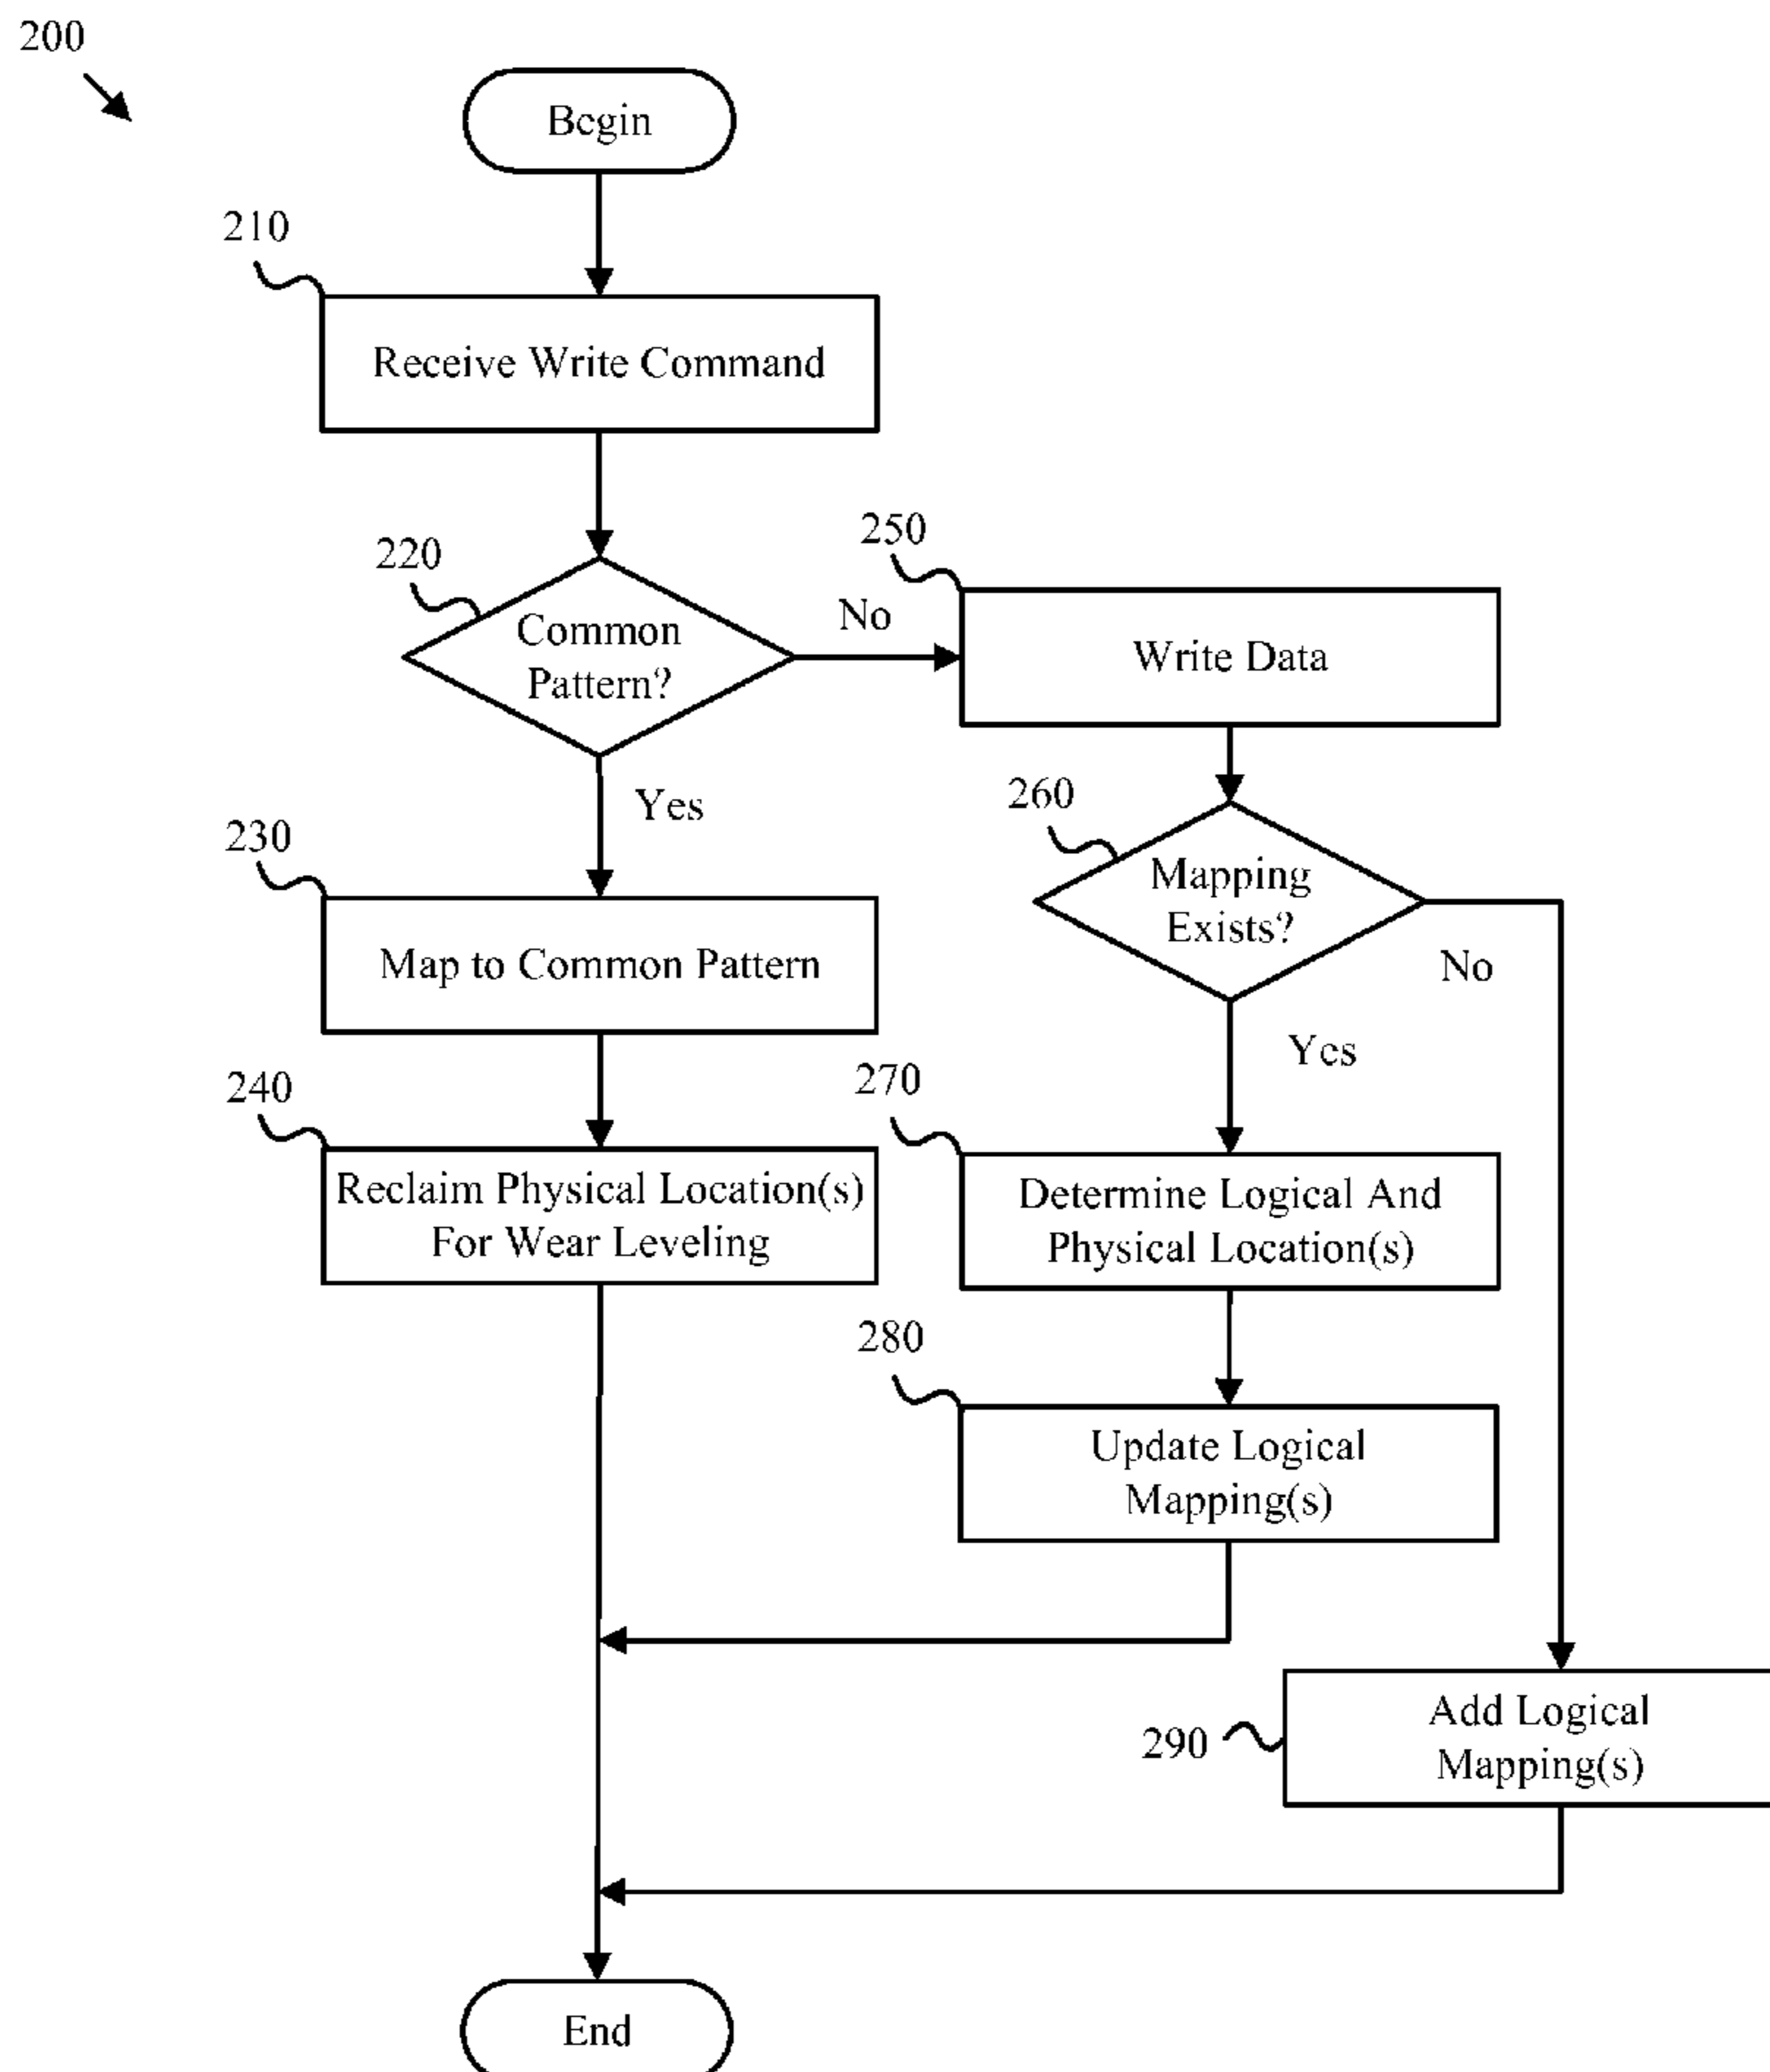 200
Begin
210
Receive Write Command
220
Common
Pattern?
No
250
Write Data
Yes
260
Mapping
Exists?
No
230
Map to Common Pattern
Yes
240
Reclaim Physical Location(s)
For Wear Leveling
270
Determine Logical And
Physical Location(s)
280
Update Logical
Mapping(s)
290
Add Logical
Mapping(s)
End